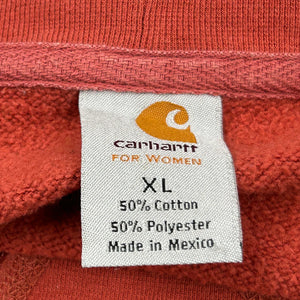 carhartt
FOR WOMEN
XL
50% Cotton
50% Polyester
Made in Mexico